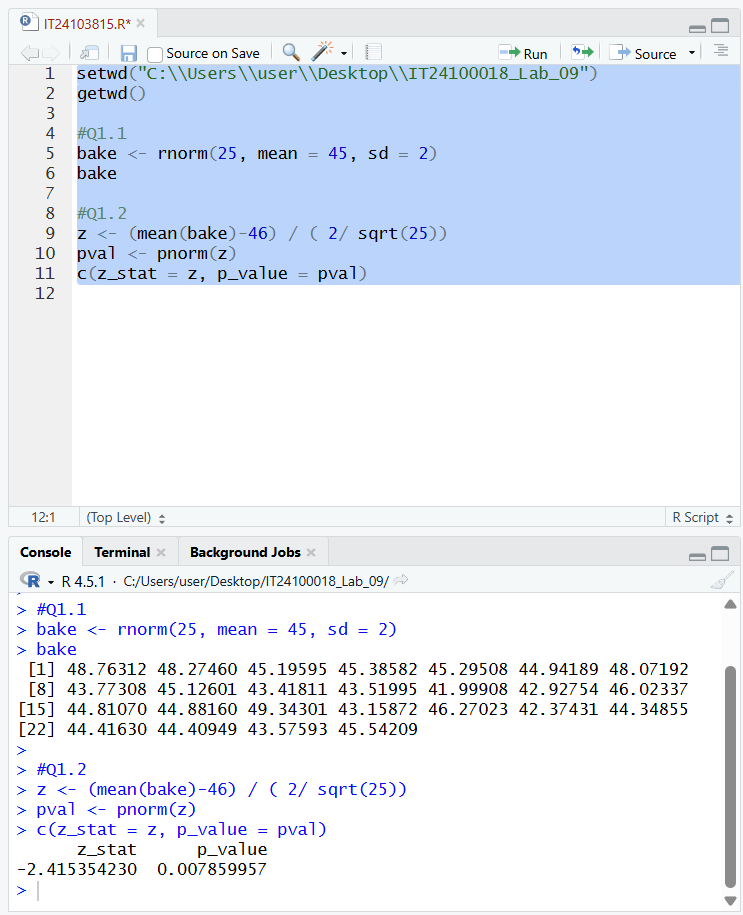 IT24103815.R*
Source on Save
Run
Source
1 setwd("C:\\Users\\user\\Desktop\\IT24100018_Lab_09")
2 getwd()
3
4 #Q1.1
5 bake <- rnorm(25, mean = 45, sd = 2)
6 bake
7
8 #Q1.2
9 z <- (mean(bake)-46) / ( 2/ sqrt(25))
10 pval <- pnorm(z)
11 c(z_stat = z, p_value = pval)
12
12:1 (Top Level) R Script
Console Terminal Background Jobs
R R 4.5.1 · C:/Users/user/Desktop/IT24100018_Lab_09/
> #Q1.1
> bake <- rnorm(25, mean = 45, sd = 2)
> bake
[1] 48.76312 48.27460 45.19595 45.38582 45.29508 44.94189 48.07192
[8] 43.77308 45.12601 43.41811 43.51995 41.99908 42.92754 46.02337
[15] 44.81070 44.88160 49.34301 43.15872 46.27023 42.37431 44.34855
[22] 44.41630 44.40949 43.57593 45.54209
>
> #Q1.2
> z <- (mean(bake)-46) / ( 2/ sqrt(25))
> pval <- pnorm(z)
> c(z_stat = z, p_value = pval)
z_stat p_value
-2.415354230 0.007859957
>